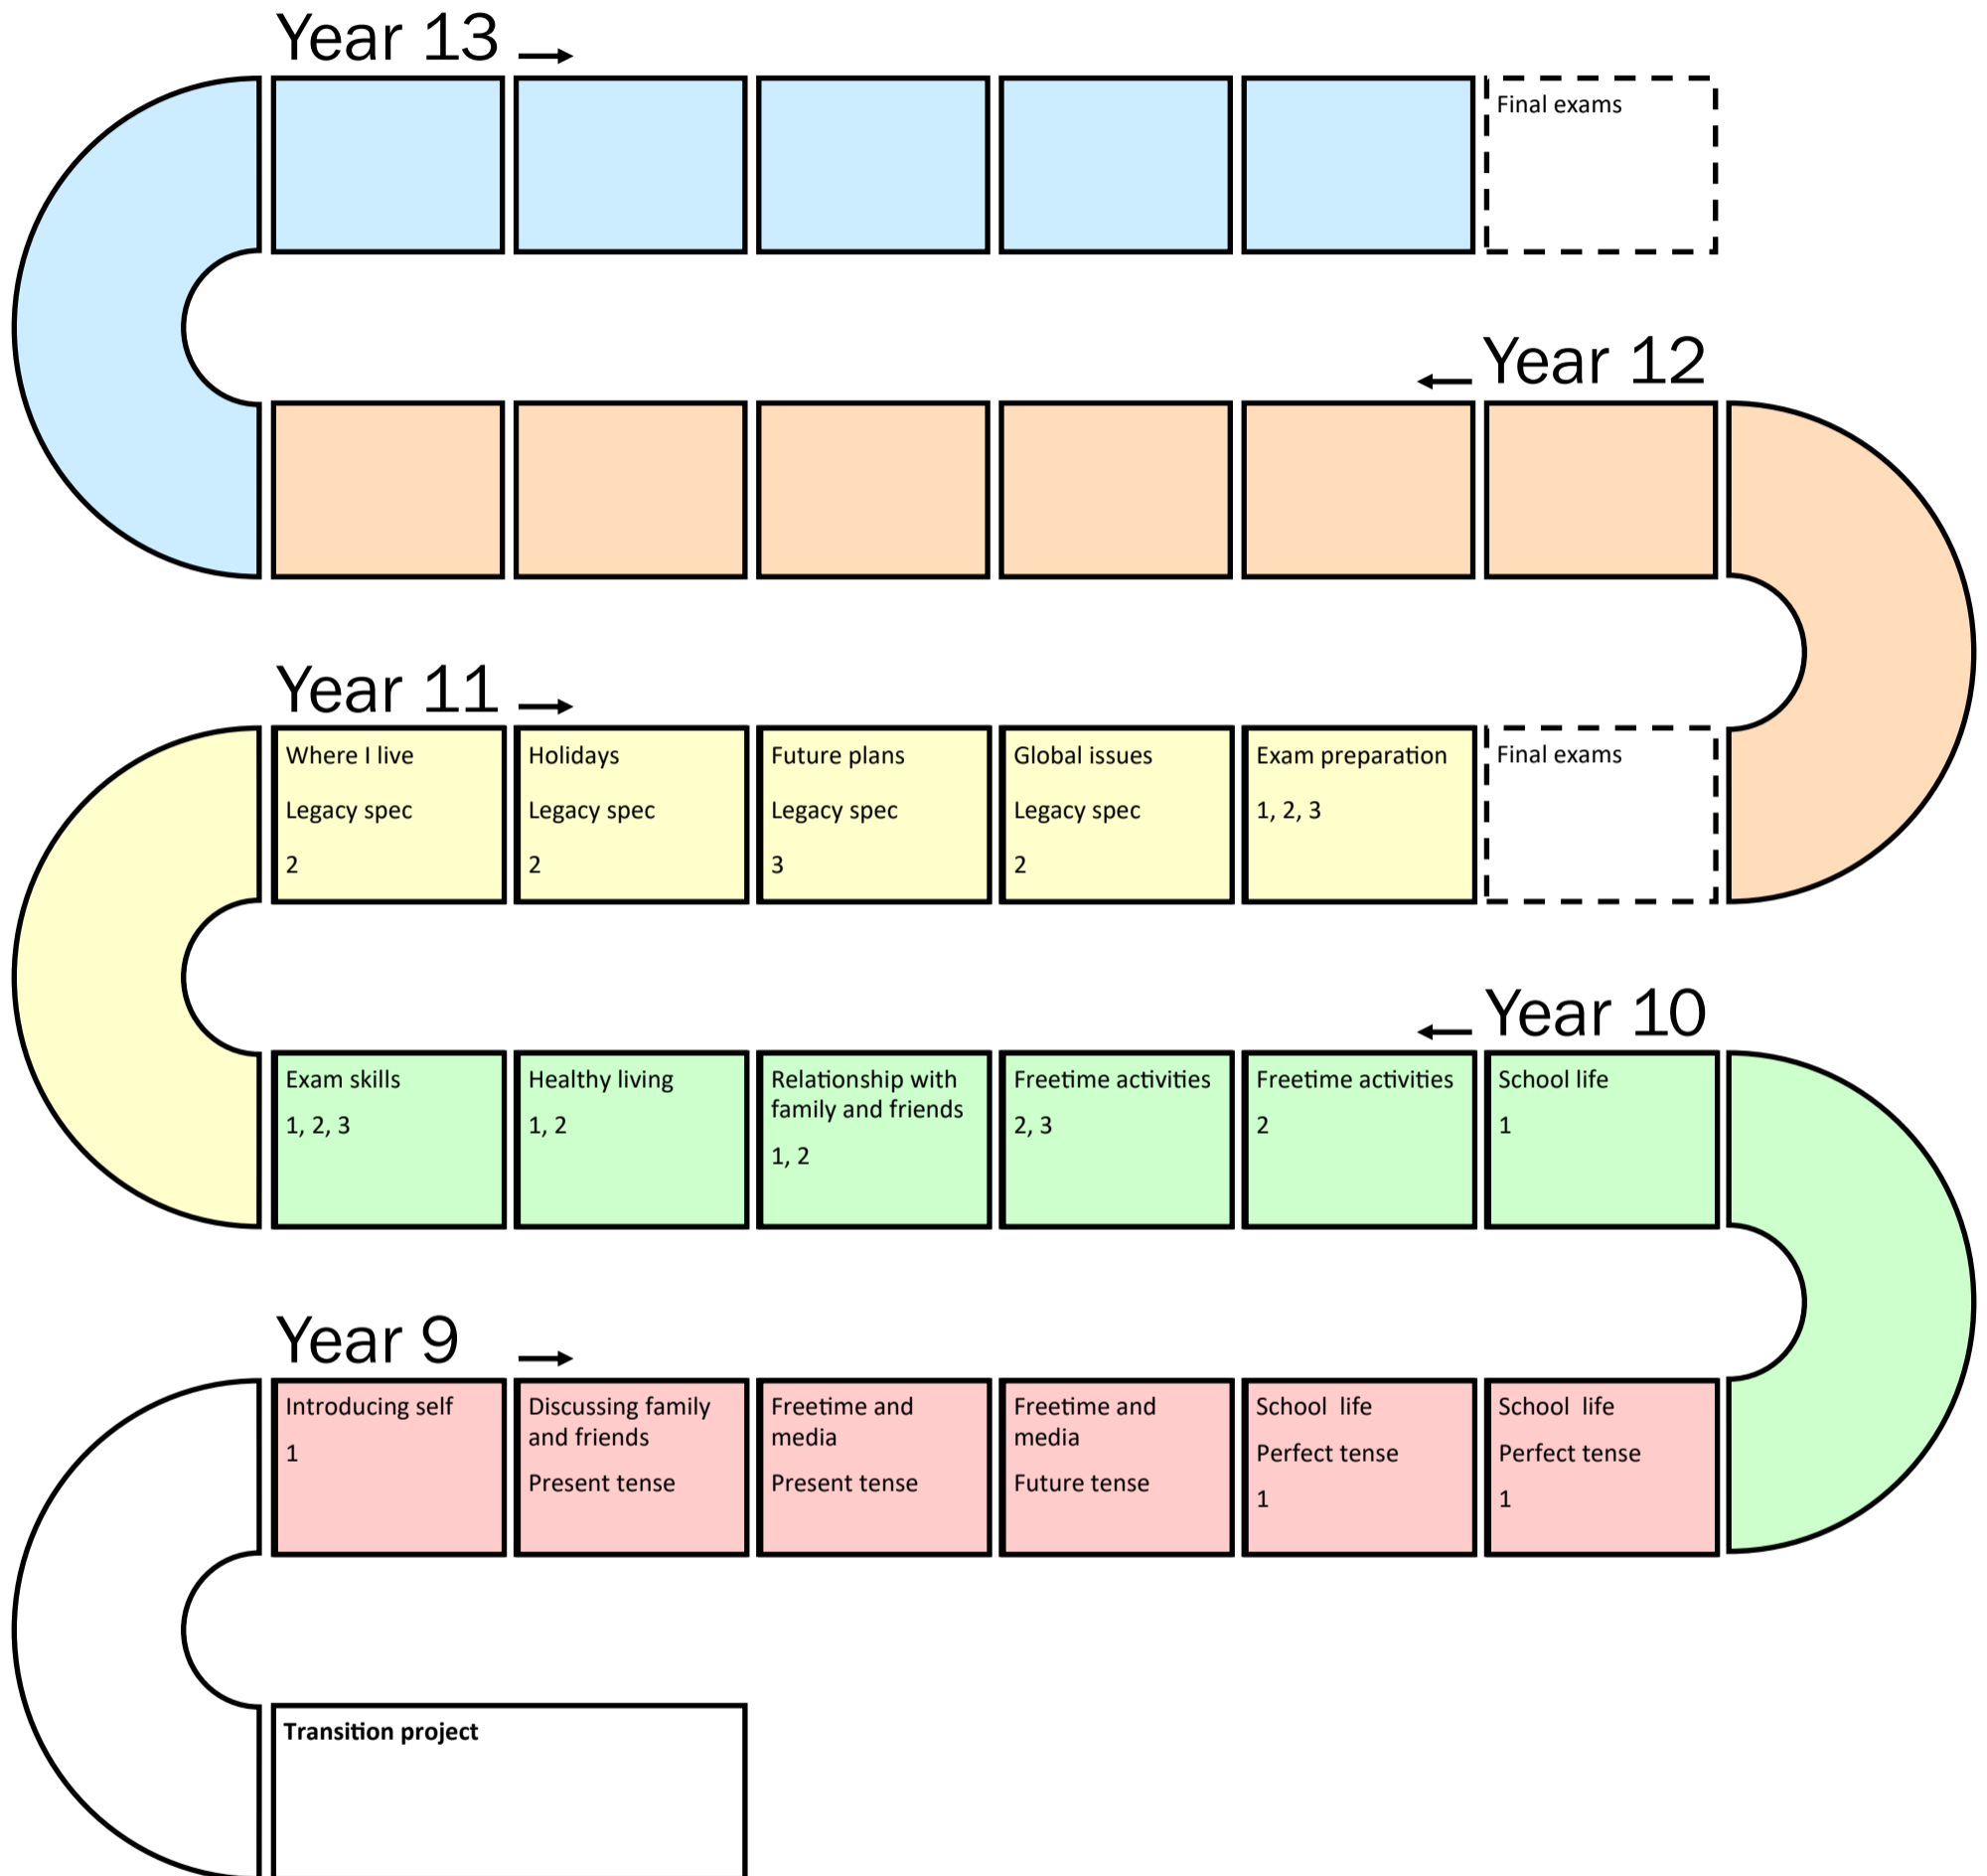 Year 13
Final exams
Year 12
Year 11
Where I live
Legacy spec
2
Holidays
Legacy spec
2
Future plans
Legacy spec
3
Global issues
Legacy spec
2
Exam preparation
1, 2, 3
Final exams
Year 10
Exam skills
1, 2, 3
Healthy living
1, 2
Relationship with
family and friends
1, 2
Freetime activities
2, 3
Freetime activities
2
School life
1
Year 9
Introducing self
1
Discussing family
and friends
Present tense
Freetime and
media
Present tense
Freetime and
media
Future tense
School  life
Perfect tense
1
School  life
Perfect tense
1
Transition project